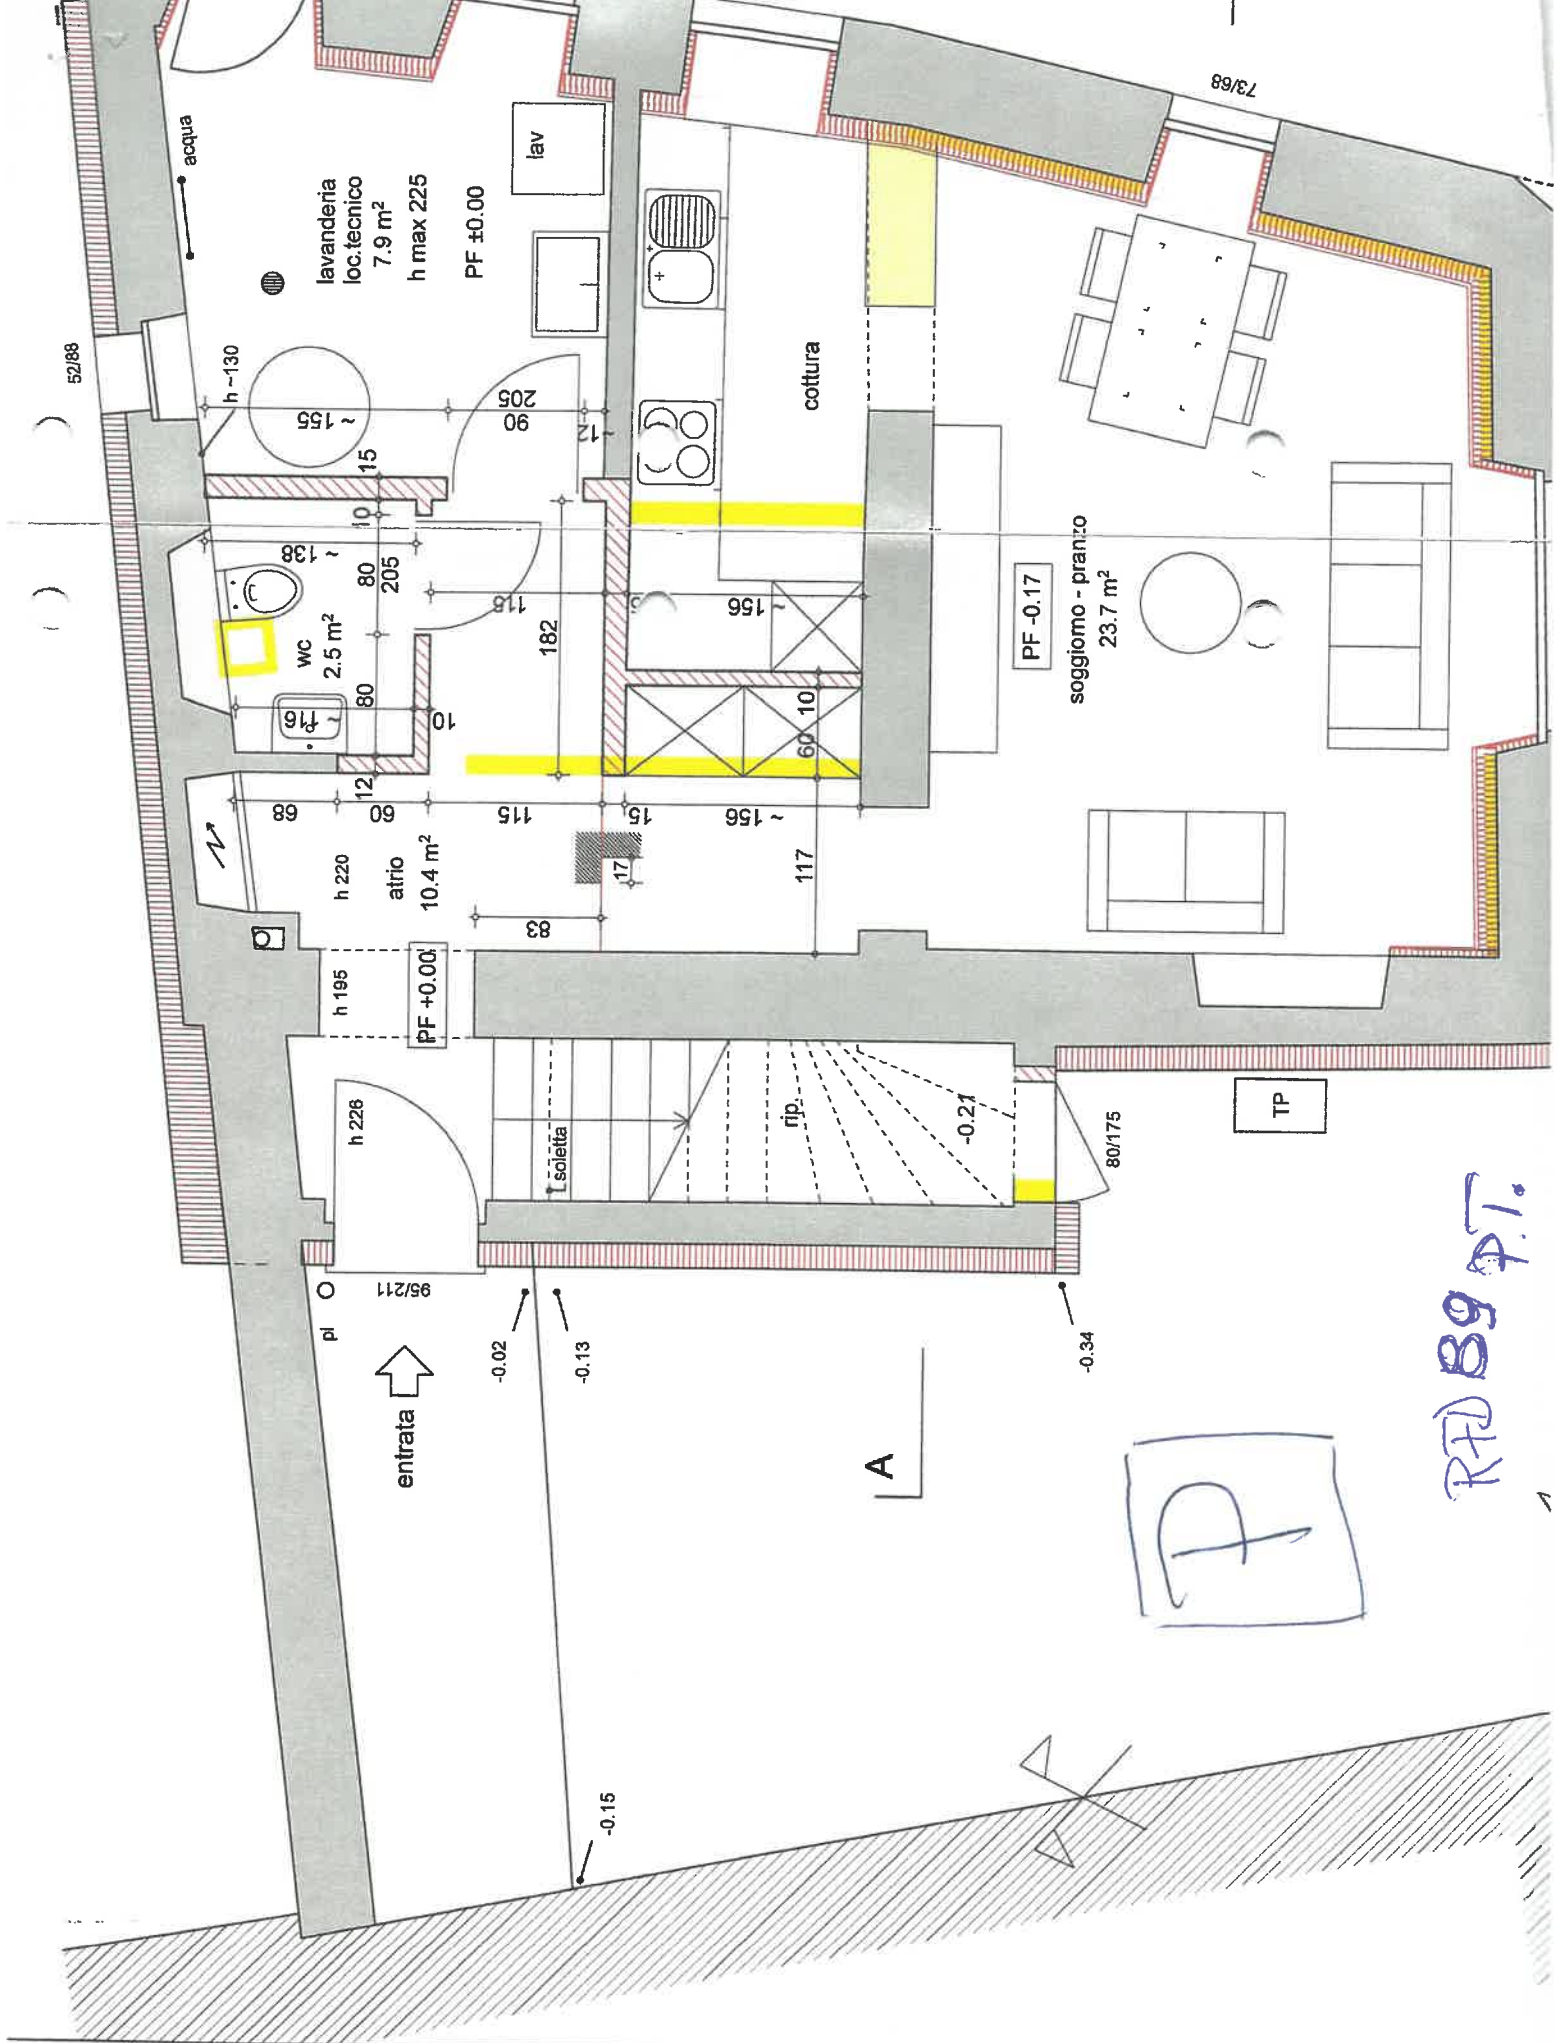 73/68
52/88
acqua
lavanderia
loc.tecnico
7.9 m²
h max 225
PF ±0.00
lav
h ~130
~ 155
90
205
~12
15
10
~ 138
80
205
118
182
wc
2.5 m²
~ 116
80
10
12
cottura
~ 156
10
60
68
60
115
15
~ 156
17
117
83
h 220
atrio
10.4 m²
PF -0.17
soggiorno - pranzo
23.7 m²
h 195
PF +0.00
h 226
soletta
rip.
-0.21
80/175
TP
95/211
pl
entrata
-0.02
-0.13
-0.34
-0.15
A
P
RFD B9 P.T.